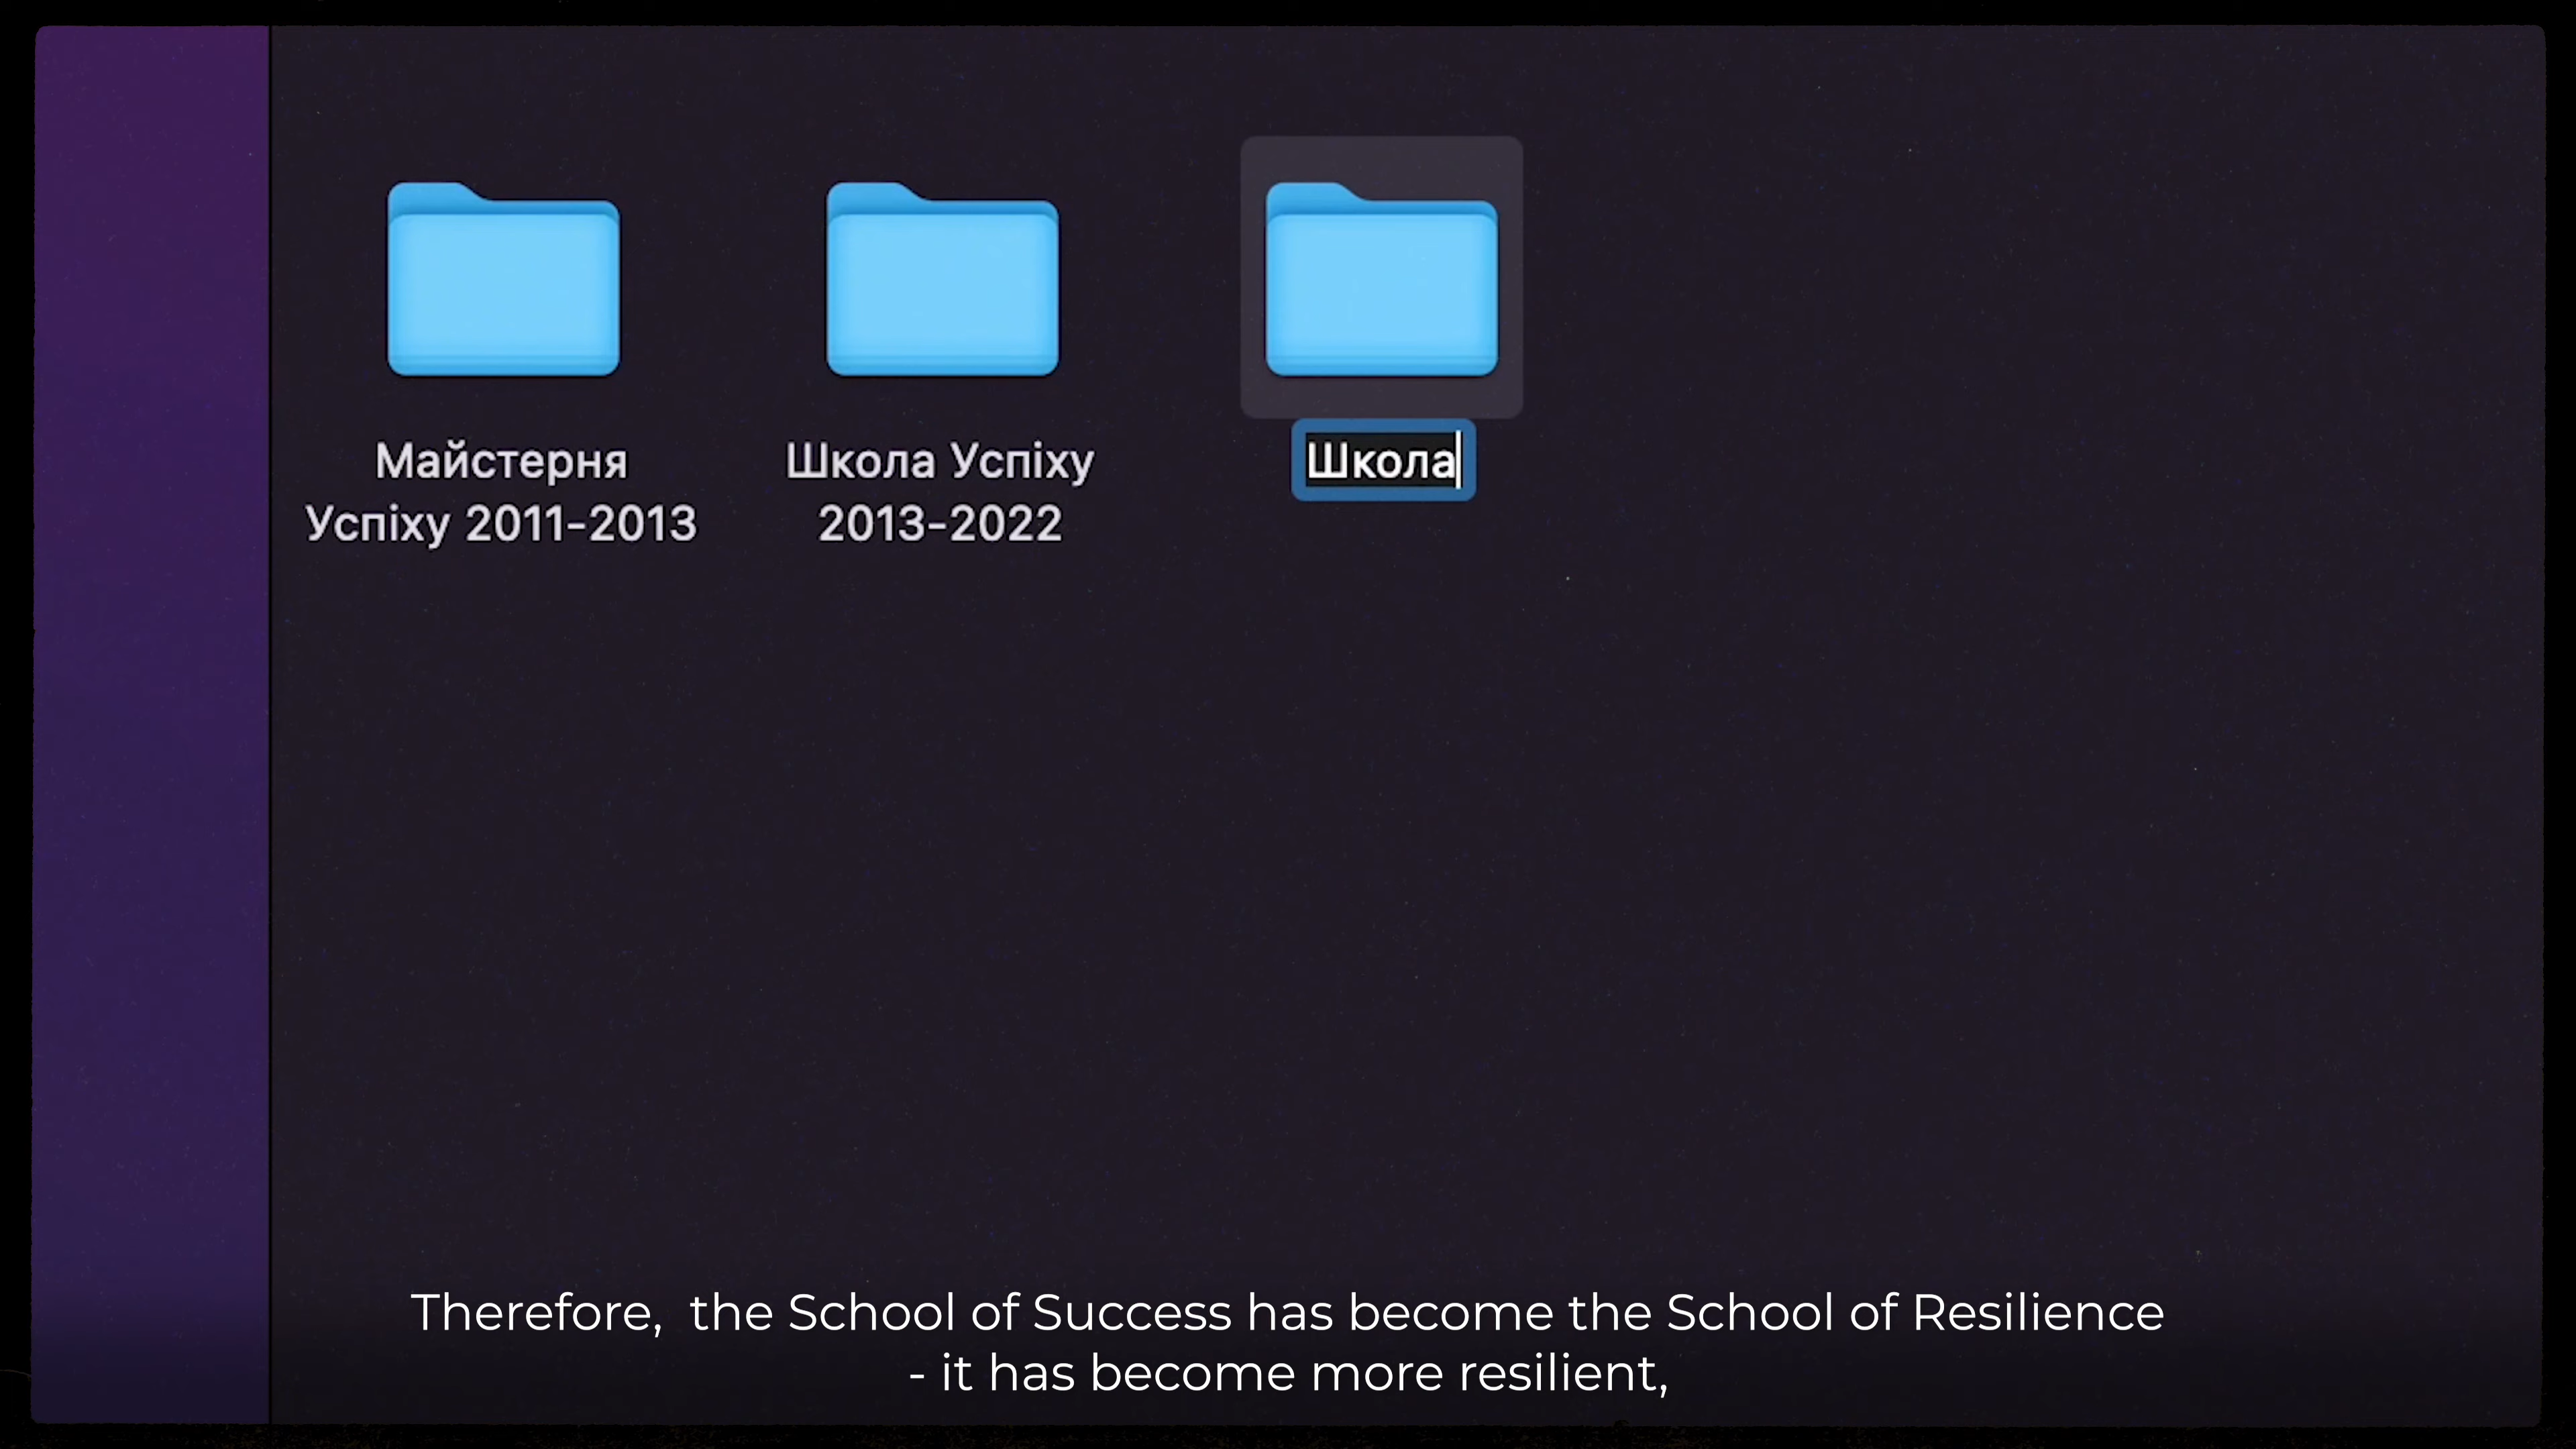 Майстерня
Успіху 2011-2013
Школа Успіху
2013-2022
Школа
Therefore,  the School of Success has become the School of Resilience
- it has become more resilient,